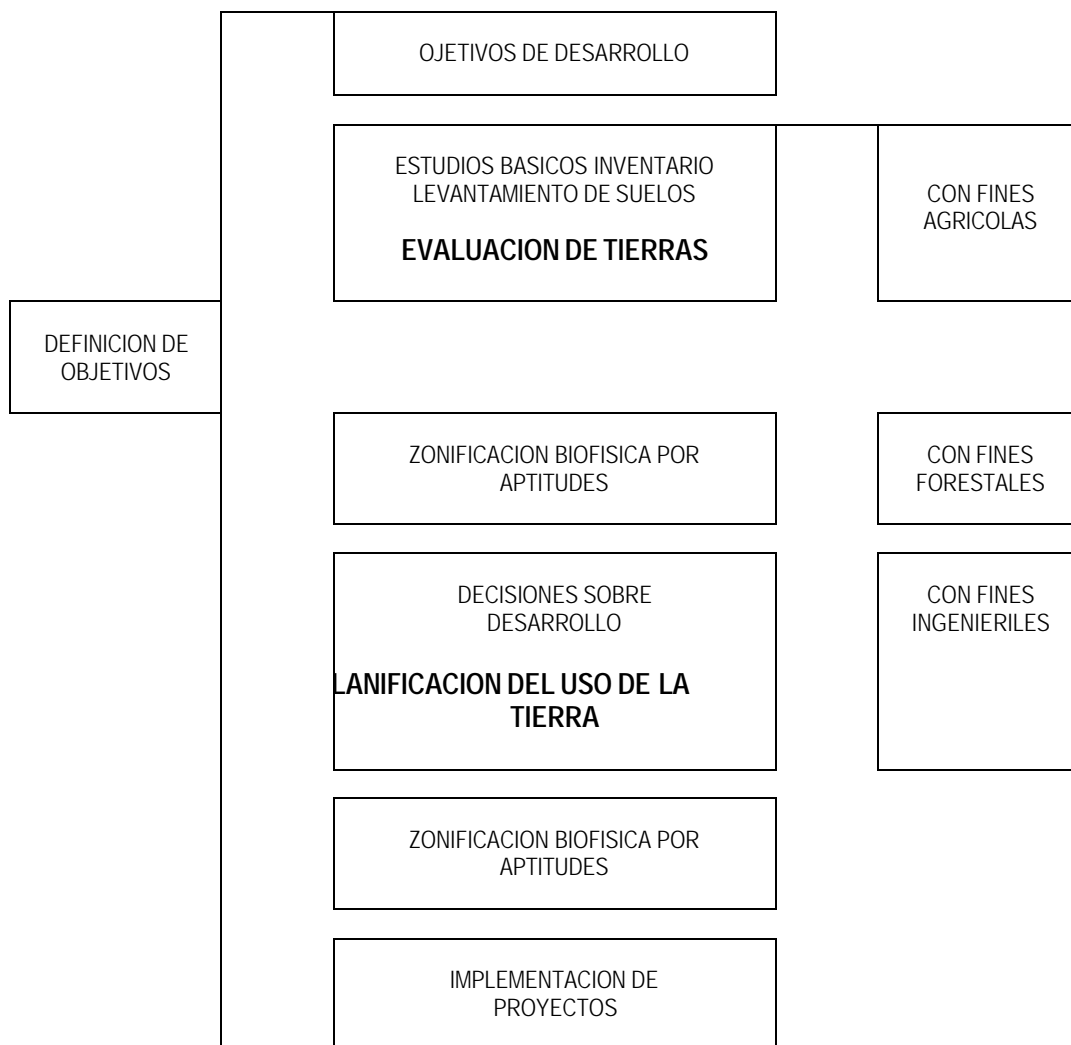 OJETIVOS DE DESARROLLO
ESTUDIOS BASICOS INVENTARIO
LEVANTAMIENTO DE SUELOS
EVALUACION DE TIERRAS
CON FINES
AGRICOLAS
DEFINICION DE
OBJETIVOS
ZONIFICACION BIOFISICA POR
APTITUDES
CON FINES
FORESTALES
DECISIONES SOBRE
DESARROLLO
LANIFICACION DEL USO DE LA
TIERRA
CON FINES
INGENIERILES
ZONIFICACION BIOFISICA POR
APTITUDES
IMPLEMENTACION DE
PROYECTOS